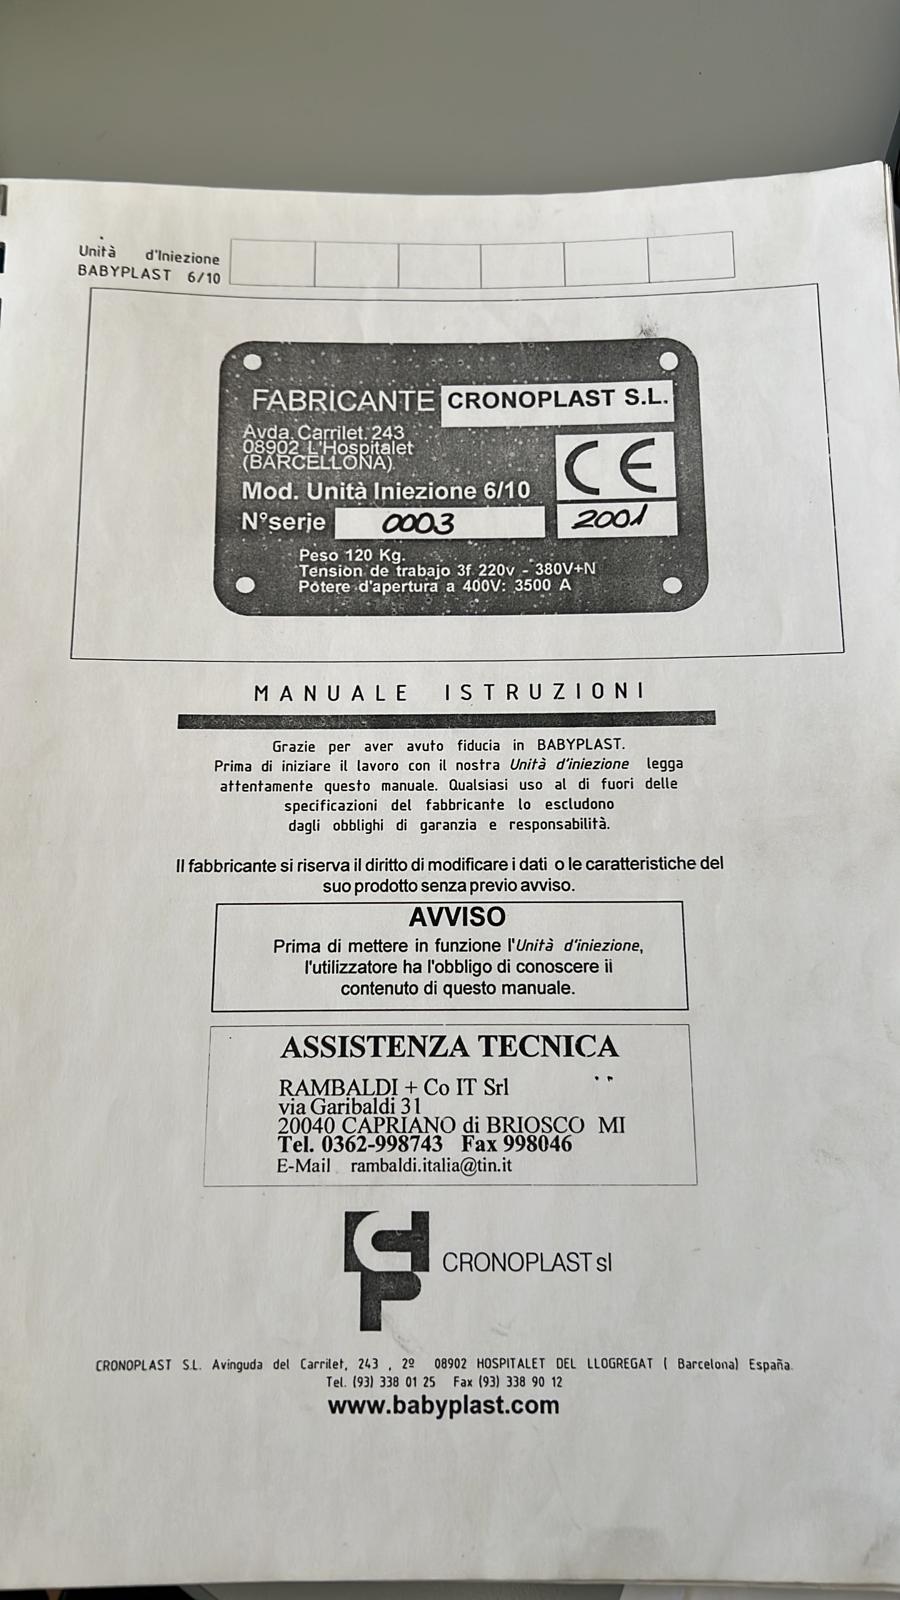 Unità d'Iniezione
BABYPLAST 6/10
FABRICANTE CRONOPLAST S.L.
Avda. Carrilet. 243
08902 L'Hospitalet
(BARCELLONA)
CE
Mod. Unità Iniezione 6/10
N°serie 0003 2001
Peso 120 Kg.
Tension de trabajo 3f 220v - 380V+N
Potere d'apertura a 400V: 3500 A
MANUALE ISTRUZIONI
Grazie per aver avuto fiducia in BABYPLAST.
Prima di iniziare il lavoro con il nostra Unità d'iniezione legga
attentamente questo manuale. Qualsiasi uso al di fuori delle
specificazioni del fabbricante lo escludono
dagli obblighi di garanzia e responsabilità.
Il fabbricante si riserva il diritto di modificare i dati o le caratteristiche del
suo prodotto senza previo avviso.
AVVISO
Prima di mettere in funzione l'Unità d'iniezione,
l'utilizzatore ha l'obbligo di conoscere ii
contenuto di questo manuale.
ASSISTENZA TECNICA
RAMBALDI + Co IT Srl
via Garibaldi 31
20040 CAPRIANO di BRIOSCO MI
Tel. 0362-998743 Fax 998046
E-Mail rambaldi.italia@tin.it
CRONOPLAST sl
CRONOPLAST S.L. Avinguda del Carrilet, 243 , 2º 08902 HOSPITALET DEL LLOGREGAT ( Barcelona) España.
Tel. (93) 338 01 25 Fax (93) 338 90 12
www.babyplast.com